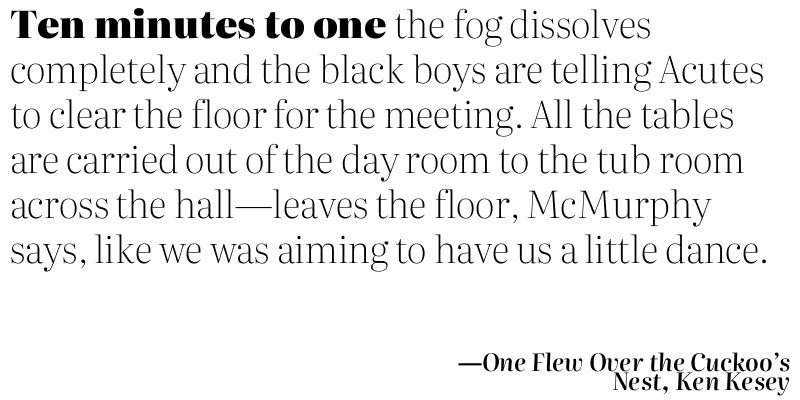 Ten minutes to one the fog dissolves
completely and the black boys are telling Acutes
to clear the floor for the meeting. All the tables
are carried out of the day room to the tub room
across the hall—leaves the floor, McMurphy
says, like we was aiming to have us a little dance.
—One Flew Over the Cuckoo’s
Nest, Ken Kesey